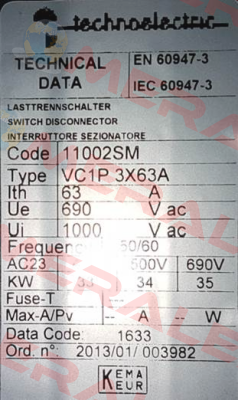 technoelectric
TECHNICAL DATA
EN 60947-3
IEC 60947-3
LASTTRENNSCHALTER
SWITCH DISCONNECTOR
INTERRUTTORE SEZIONATORE
Code 11002SM
Type VC1P 3X63A
Ith 63 A
Ue 690 V ac
Ui 1000 V ac
Frequency 50/60
AC23 500V 690V
KW 33 34 35
Fuse-T -- --
Max-A/Pv -- A -- W
Data Code: 1633
Ord. n°: 2013/01/003982
KEMA
KEUR